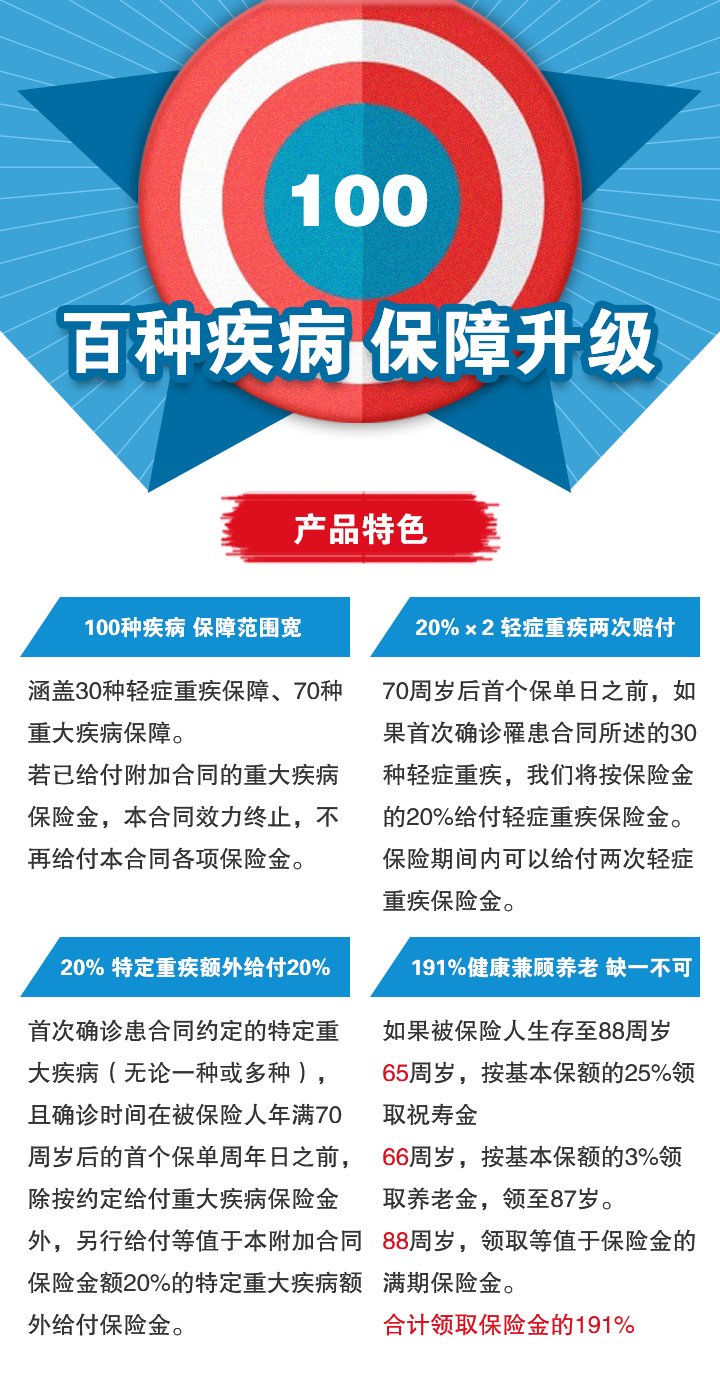 100
百种疾病 保障升级
产品特色
100种疾病 保障范围宽
涵盖30种轻症重疾保障、70种
重大疾病保障。
若已给付附加合同的重大疾病
保险金，本合同效力终止，不
再给付本合同各项保险金。
20% × 2 轻症重疾两次赔付
70周岁后首个保单日之前，如
果首次确诊罹患合同所述的30
种轻症重疾，我们将按保险金
的20%给付轻症重疾保险金。
保险期间内可以给付两次轻症
重疾保险金。
20% 特定重疾额外给付20%
首次确诊患合同约定的特定重
大疾病（无论一种或多种），
且确诊时间在被保险人年满70
周岁后的首个保单周年日之前，
除按约定给付重大疾病保险金
外，另行给付等值于本附加合同
保险金额20%的特定重大疾病额
外给付保险金。
191%健康兼顾养老 缺一不可
如果被保险人生存至88周岁
65周岁，按基本保额的25%领
取祝寿金
66周岁，按基本保额的3%领
取养老金，领至87岁。
88周岁，领取等值于保险金的
满期保险金。
合计领取保险金的191%